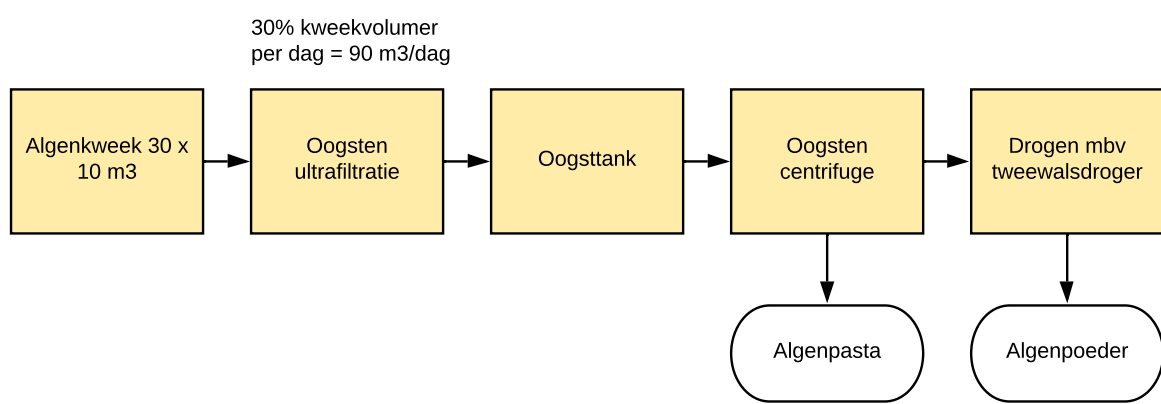 30% kweekvolumer
per dag = 90 m3/dag
Algenkweek 30 x
10 m3
Oogsten
ultrafiltratie
Oogsttank
Oogsten
centrifuge
Drogen mbv
tweewalsdroger
Algenpasta
Algenpoeder